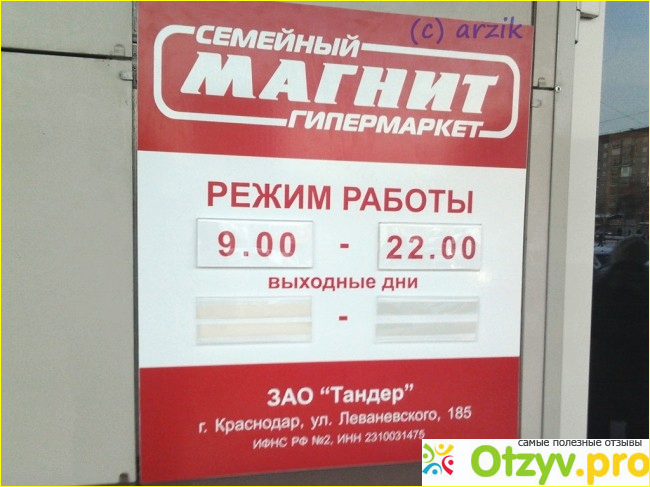 (c) arzik
СЕМЕЙНЫЙ
МАГНИТ
ГИПЕРМАРКЕТ
РЕЖИМ РАБОТЫ
9.00 - 22.00
ВЫХОДНЫЕ ДНИ
-
ЗАО "Тандер"
г. Краснодар, ул. Леваневского, 185
ИФНС РФ №2, ИНН 2310031475
самые полезные отзывы
Otzyv.pro